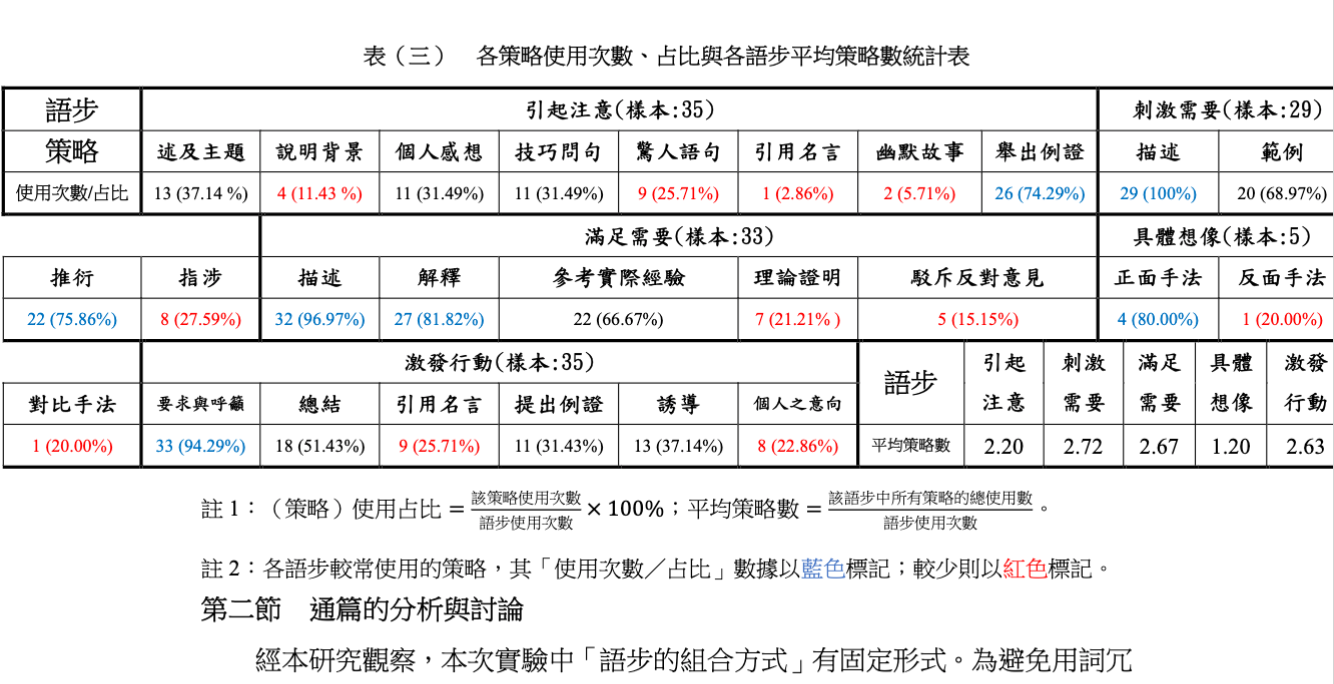 表（三）　各策略使用次數、占比與各語步平均策略數統計表
語步 引起注意(樣本:35) 刺激需要(樣本:29)
策略 述及主題 說明背景 個人感想 技巧問句 驚人語句 引用名言 幽默故事 舉出例證 描述 範例
使用次數/占比 13 (37.14 %) 4 (11.43 %) 11 (31.49%) 11 (31.49%) 9 (25.71%) 1 (2.86%) 2 (5.71%) 26 (74.29%) 29 (100%) 20 (68.97%)
滿足需要(樣本:33) 具體想像(樣本:5)
推衍 指涉 描述 解釋 參考實際經驗 理論證明 駁斥反對意見 正面手法 反面手法
22 (75.86%) 8 (27.59%) 32 (96.97%) 27 (81.82%) 22 (66.67%) 7 (21.21% ) 5 (15.15%) 4 (80.00%) 1 (20.00%)
激發行動(樣本:35) 語步 引起注意 刺激需要 滿足需要 具體想像 激發行動
對比手法 要求與呼籲 總結 引用名言 提出例證 誘導 個人之意向
1 (20.00%) 33 (94.29%) 18 (51.43%) 9 (25.71%) 11 (31.43%) 13 (37.14%) 8 (22.86%) 平均策略數 2.20 2.72 2.67 1.20 2.63
註 1：（策略）使用占比 = 該策略使用次數/語步使用次數 × 100%；平均策略數 = 該語步中所有策略的總使用數/語步使用次數。
註 2：各語步較常使用的策略，其「使用次數／占比」數據以藍色標記；較少則以紅色標記。
第二節　通篇的分析與討論
經本研究觀察，本次實驗中「語步的組合方式」有固定形式。為避免用詞冗